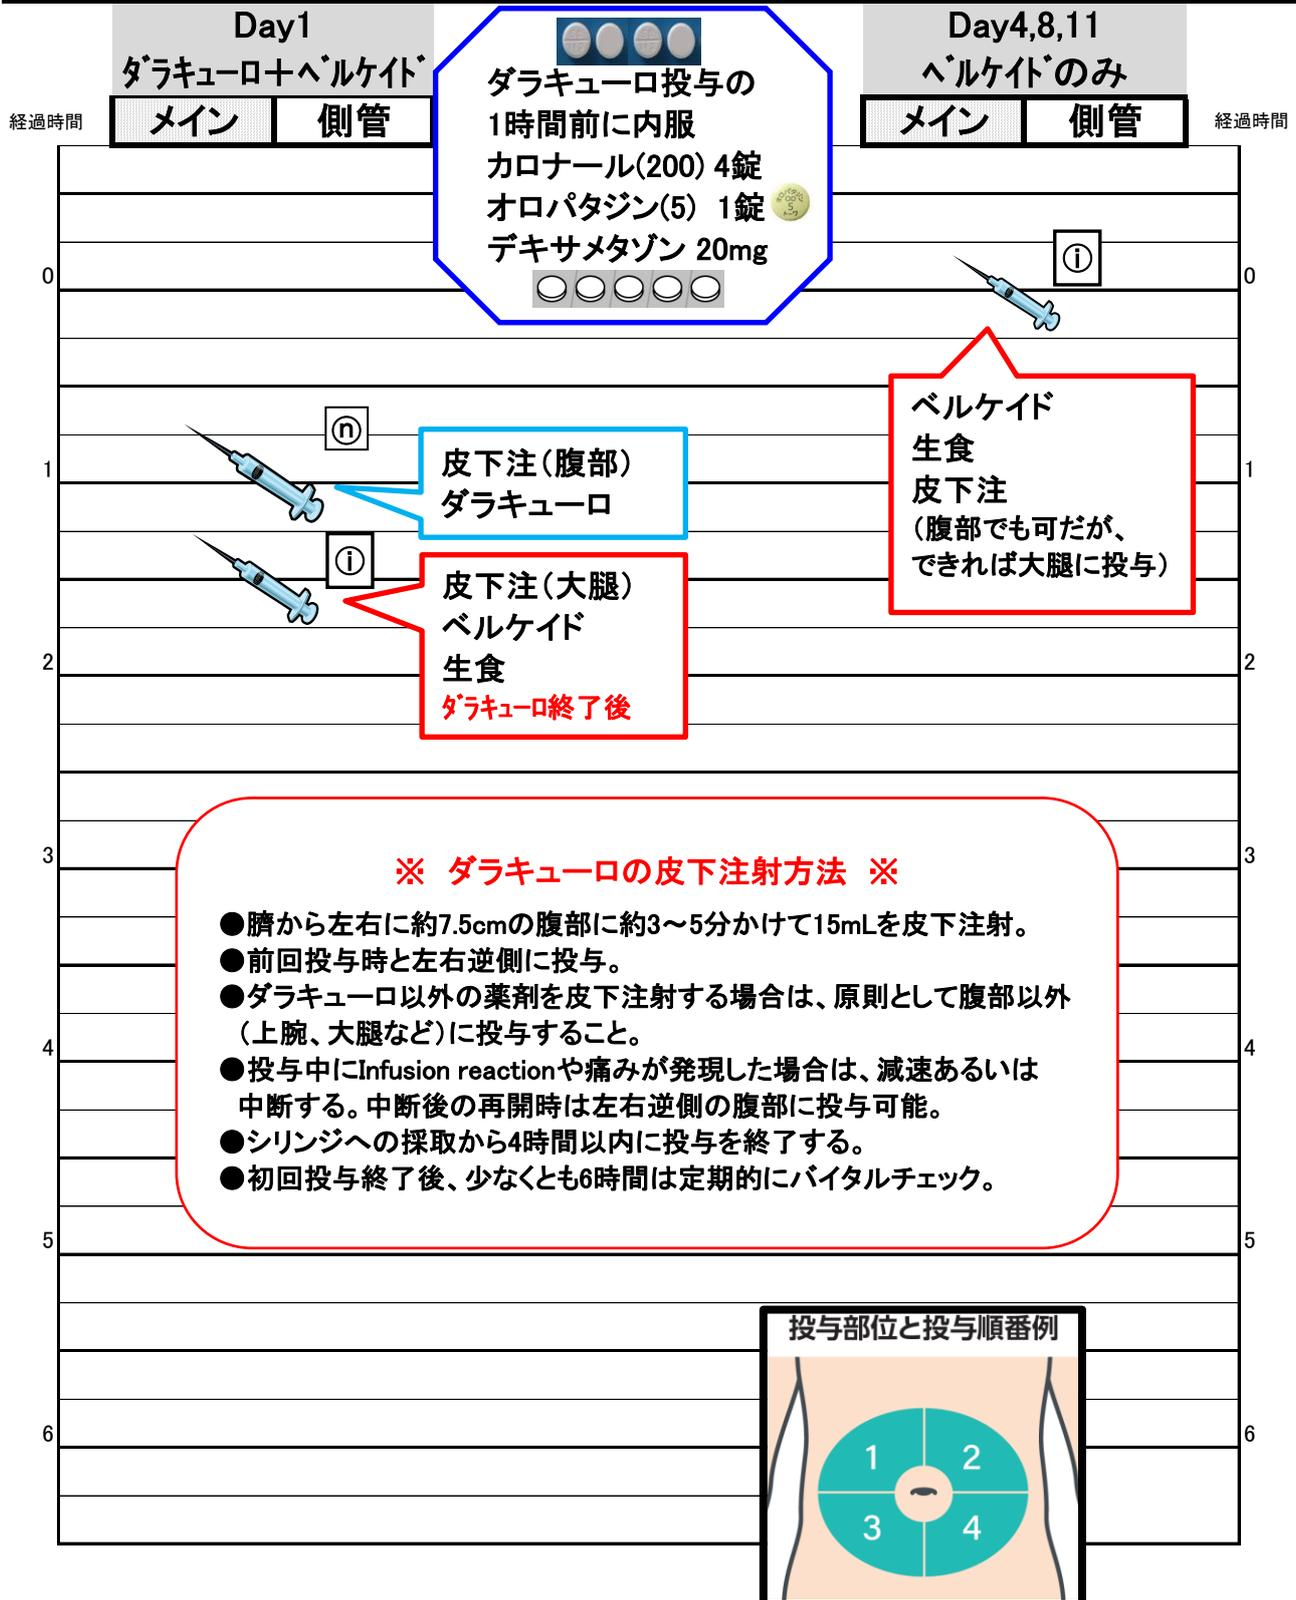 Day1
ダラキューロ＋ベルケイド
メイン
側管
経過時間
ダラキューロ投与の
1時間前に内服
カロナール(200) 4錠
オロパタジン(5) 1錠
デキサメタゾン 20mg
Day4,8,11
ベルケイドのみ
メイン
側管
経過時間
0
0
ⓘ
ベルケイド
生食
皮下注
（腹部でも可だが、
できれば大腿に投与）
ⓝ
1
1
皮下注（腹部）
ダラキューロ
ⓘ
皮下注（大腿）
ベルケイド
生食
ダラキューロ終了後
2
2
3
3
※ ダラキューロの皮下注射方法 ※
●臍から左右に約7.5cmの腹部に約3～5分かけて15mLを皮下注射。
●前回投与時と左右逆側に投与。
●ダラキューロ以外の薬剤を皮下注射する場合は、原則として腹部以外
（上腕、大腿など）に投与すること。
●投与中にInfusion reactionや痛みが発現した場合は、減速あるいは
中断する。中断後の再開時は左右逆側の腹部に投与可能。
●シリンジへの採取から4時間以内に投与を終了する。
●初回投与終了後、少なくとも6時間は定期的にバイタルチェック。
4
4
5
5
6
6
投与部位と投与順番例
1 2
3 4